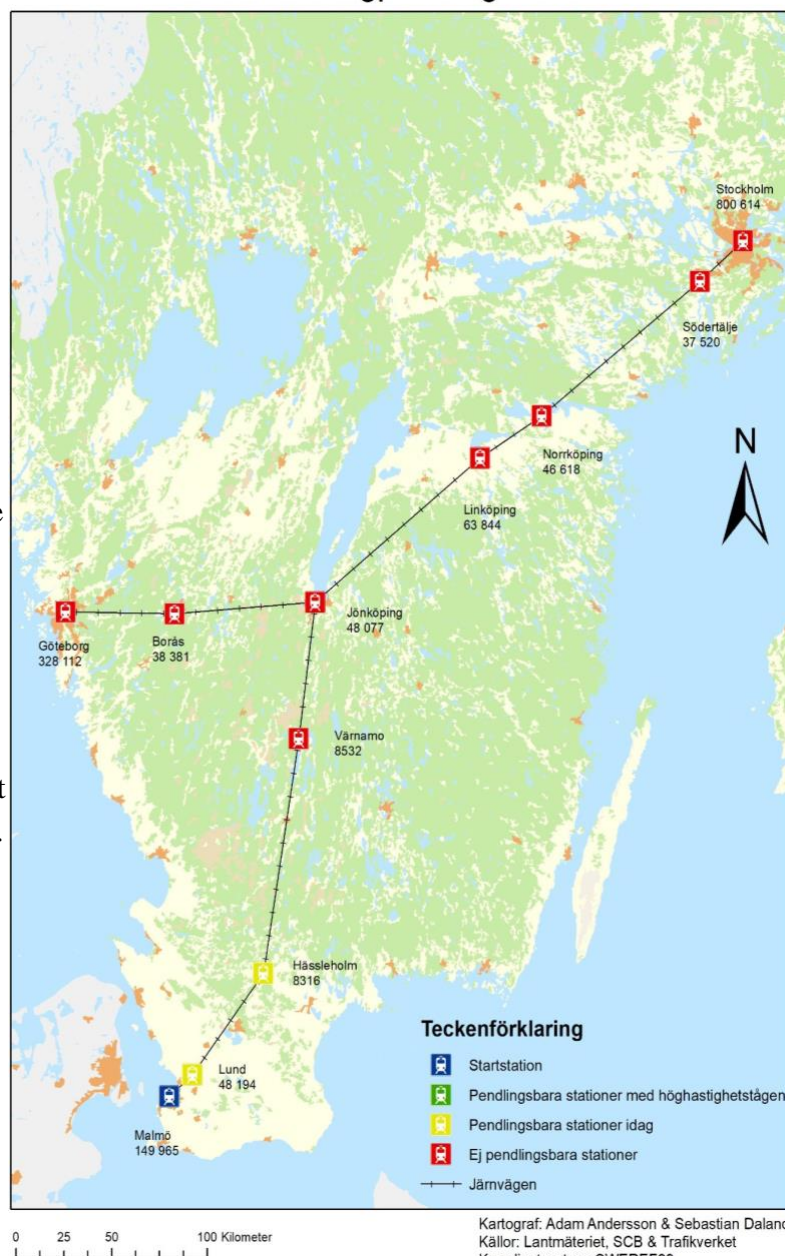 Stockholm
800 614
Södertälje
37 520
N
Norrköping
46 618
Linköping
63 844
Göteborg
328 112
Borås
38 381
Jönköping
48 077
Värnamo
8532
Hässleholm
8316
Lund
48 194
Malmö
149 965
Teckenförklaring
Startstation
Pendlingsbara stationer med höghastighetstågen
Pendlingsbara stationer idag
Ej pendlingsbara stationer
Järnvägen
0 25 50 100 Kilometer
Kartograf: Adam Andersson & Sebastian Daland
Källor: Lantmäteriet, SCB & Trafikverket